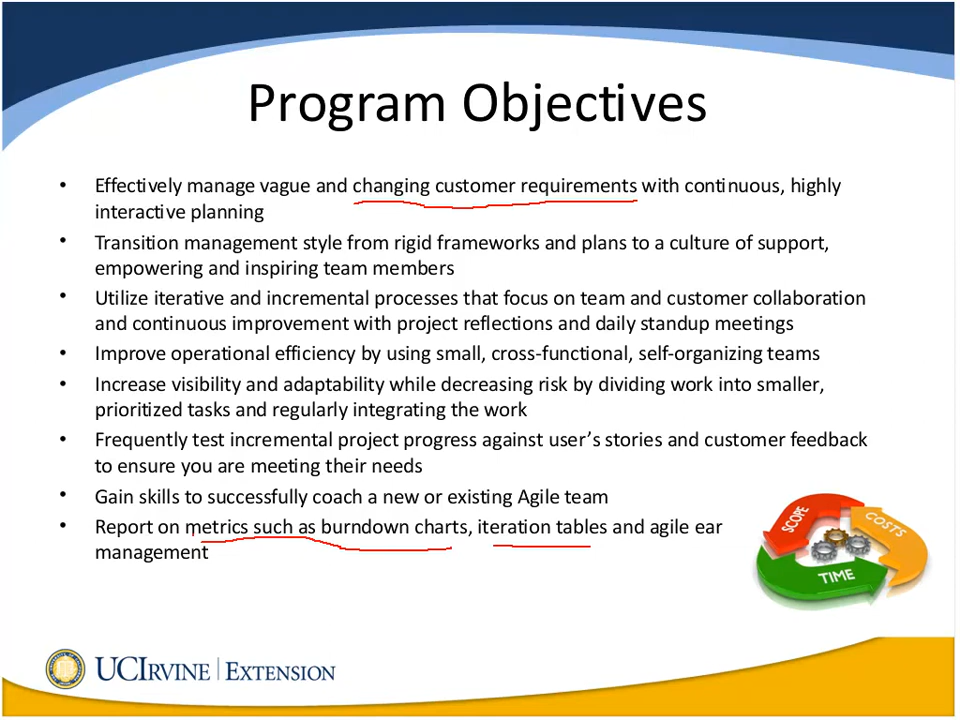 Program Objectives
• Effectively manage vague and changing customer requirements with continuous, highly
interactive planning
• Transition management style from rigid frameworks and plans to a culture of support,
empowering and inspiring team members
• Utilize iterative and incremental processes that focus on team and customer collaboration
and continuous improvement with project reflections and daily standup meetings
• Improve operational efficiency by using small, cross-functional, self-organizing teams
• Increase visibility and adaptability while decreasing risk by dividing work into smaller,
prioritized tasks and regularly integrating the work
• Frequently test incremental project progress against user’s stories and customer feedback
to ensure you are meeting their needs
• Gain skills to successfully coach a new or existing Agile team
• Report on metrics such as burndown charts, iteration tables and agile ear
management
SCOPE
COSTS
TIME
UCIRVINE | EXTENSION